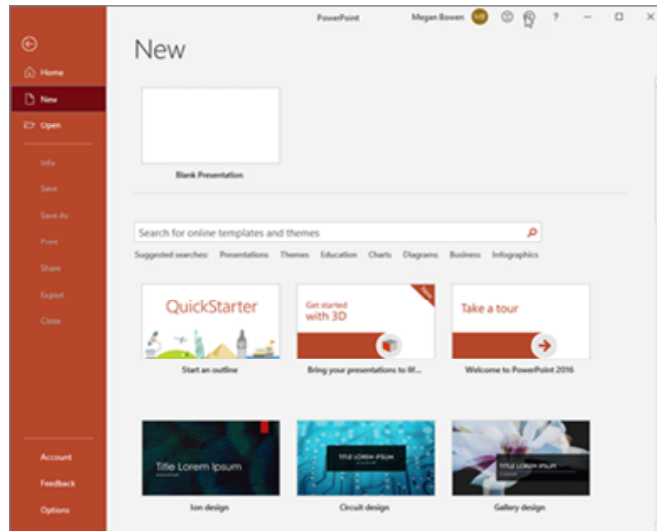 PowerPoint
Megan Bowen
MB
?
New
Home
New
Open
Info
Save
Save As
Print
Share
Export
Close
Account
Feedback
Options
Blank Presentation
Search for online templates and themes
Suggested searches: Presentations Themes Education Charts Diagrams Business Infographics
QuickStarter
Start an outline
Get started
with 3D
New
Bring your presentations to lif...
Take a tour
Welcome to PowerPoint 2016
Title Lorem Ipsum
Ion design
TITLE LOREM IPSUM
Circuit design
TITLE LOREM IPSUM
Gallery design